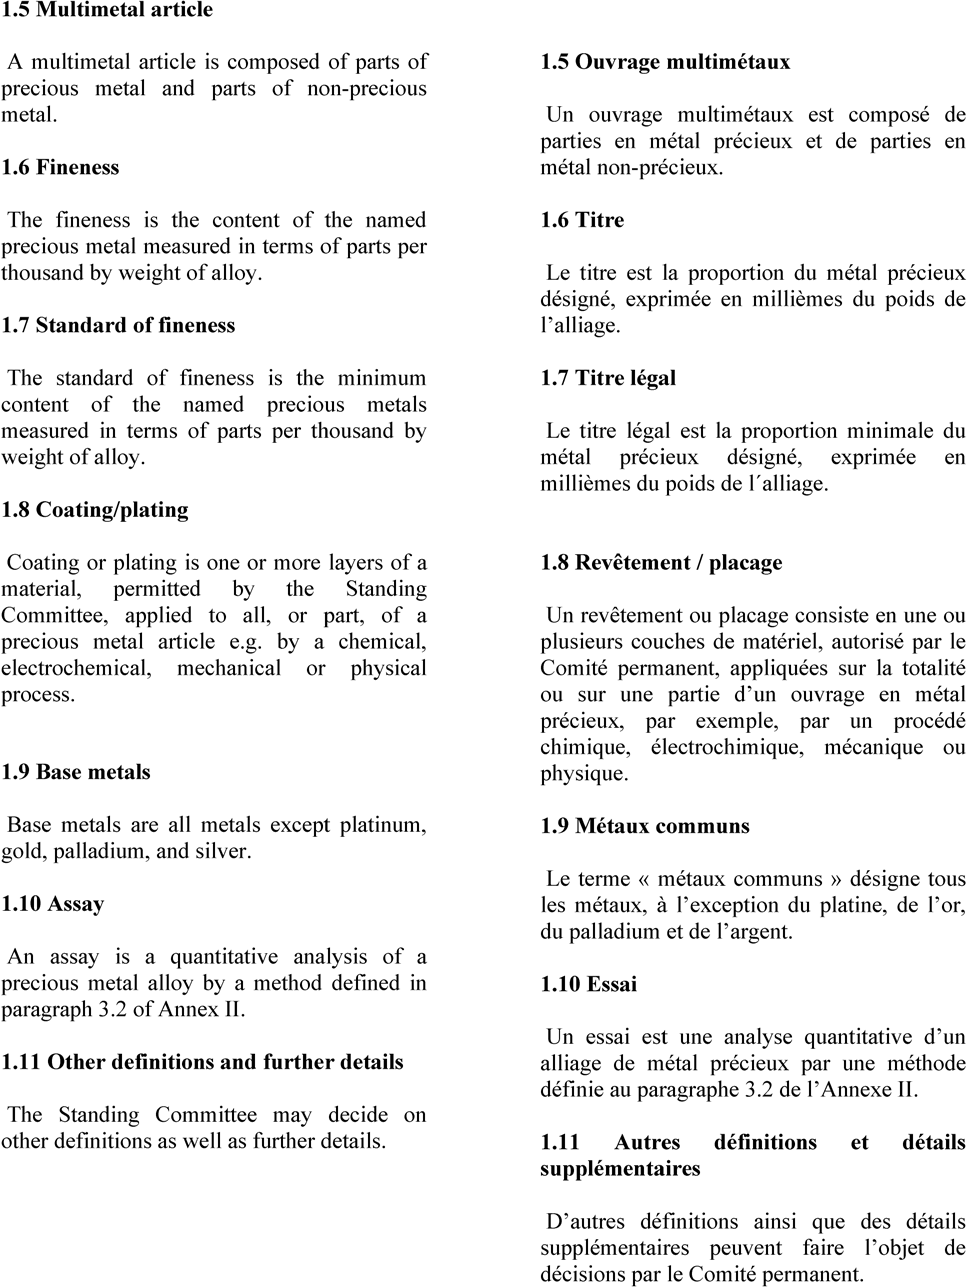 1.5 Multimetal article
A multimetal article is composed of parts of
precious metal and parts of non-precious
metal.
1.6 Fineness
The fineness is the content of the named
precious metal measured in terms of parts per
thousand by weight of alloy.
1.7 Standard of fineness
The standard of fineness is the minimum
content of the named precious metals
measured in terms of parts per thousand by
weight of alloy.
1.8 Coating/plating
Coating or plating is one or more layers of a
material, permitted by the Standing
Committee, applied to all, or part, of a
precious metal article e.g. by a chemical,
electrochemical, mechanical or physical
process.
1.9 Base metals
Base metals are all metals except platinum,
gold, palladium, and silver.
1.10 Assay
An assay is a quantitative analysis of a
precious metal alloy by a method defined in
paragraph 3.2 of Annex II.
1.11 Other definitions and further details
The Standing Committee may decide on
other definitions as well as further details.
1.5 Ouvrage multimétaux
Un ouvrage multimétaux est composé de
parties en métal précieux et de parties en
métal non-précieux.
1.6 Titre
Le titre est la proportion du métal précieux
désigné, exprimée en millièmes du poids de
l’alliage.
1.7 Titre légal
Le titre légal est la proportion minimale du
métal précieux désigné, exprimée en
millièmes du poids de l´alliage.
1.8 Revêtement / placage
Un revêtement ou placage consiste en une ou
plusieurs couches de matériel, autorisé par le
Comité permanent, appliquées sur la totalité
ou sur une partie d’un ouvrage en métal
précieux, par exemple, par un procédé
chimique, électrochimique, mécanique ou
physique.
1.9 Métaux communs
Le terme « métaux communs » désigne tous
les métaux, à l’exception du platine, de l’or,
du palladium et de l’argent.
1.10 Essai
Un essai est une analyse quantitative d’un
alliage de métal précieux par une méthode
définie au paragraphe 3.2 de l’Annexe II.
1.11 Autres définitions et détails
supplémentaires
D’autres définitions ainsi que des détails
supplémentaires peuvent faire l’objet de
décisions par le Comité permanent.